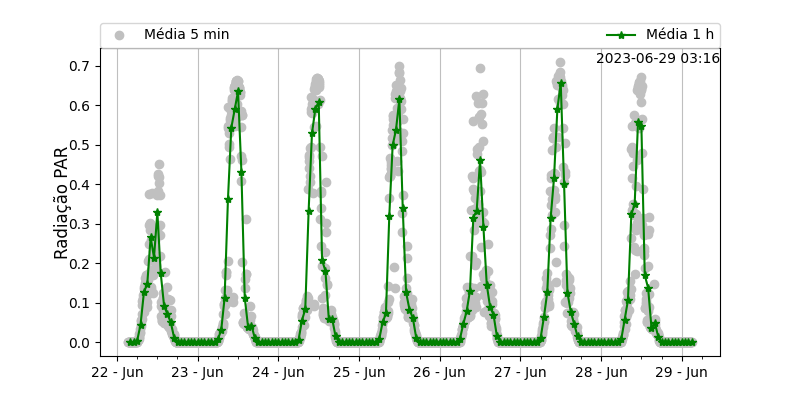 Média 5 min
Média 1 h
2023-06-29 03:16
Radiação PAR
0.7
0.6
0.5
0.4
0.3
0.2
0.1
0.0
22 - Jun
23 - Jun
24 - Jun
25 - Jun
26 - Jun
27 - Jun
28 - Jun
29 - Jun